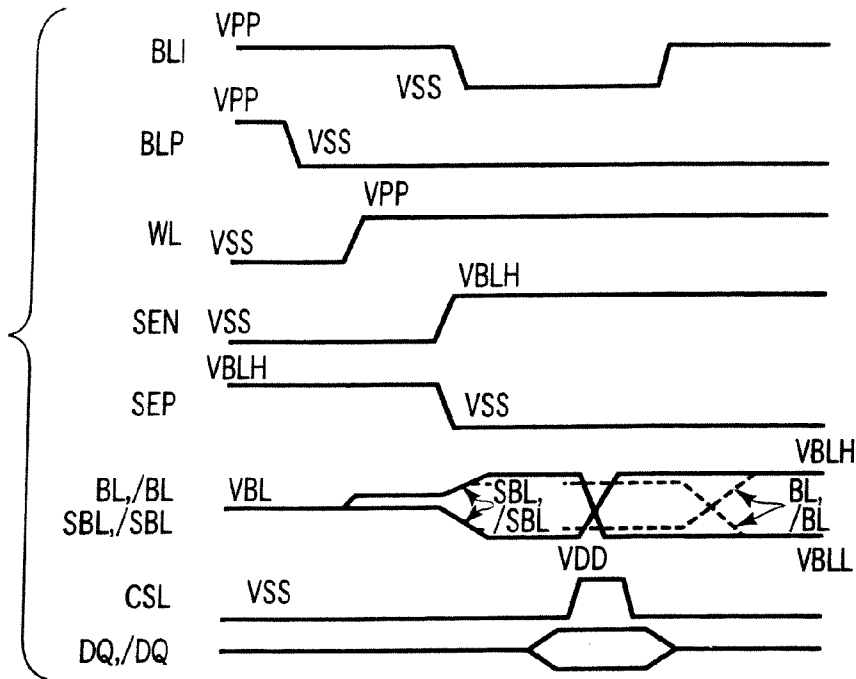 VPP
BLI
VSS
VPP
BLP
VSS
VPP
WL
VSS
VBLH
SEN
VSS
VBLH
SEP
VSS
VBLH
BL,/BL
VBL
SBL,
BL,
SBL,/SBL
/SBL
/BL
VDD
VBLL
CSL
VSS
DQ,/DQ